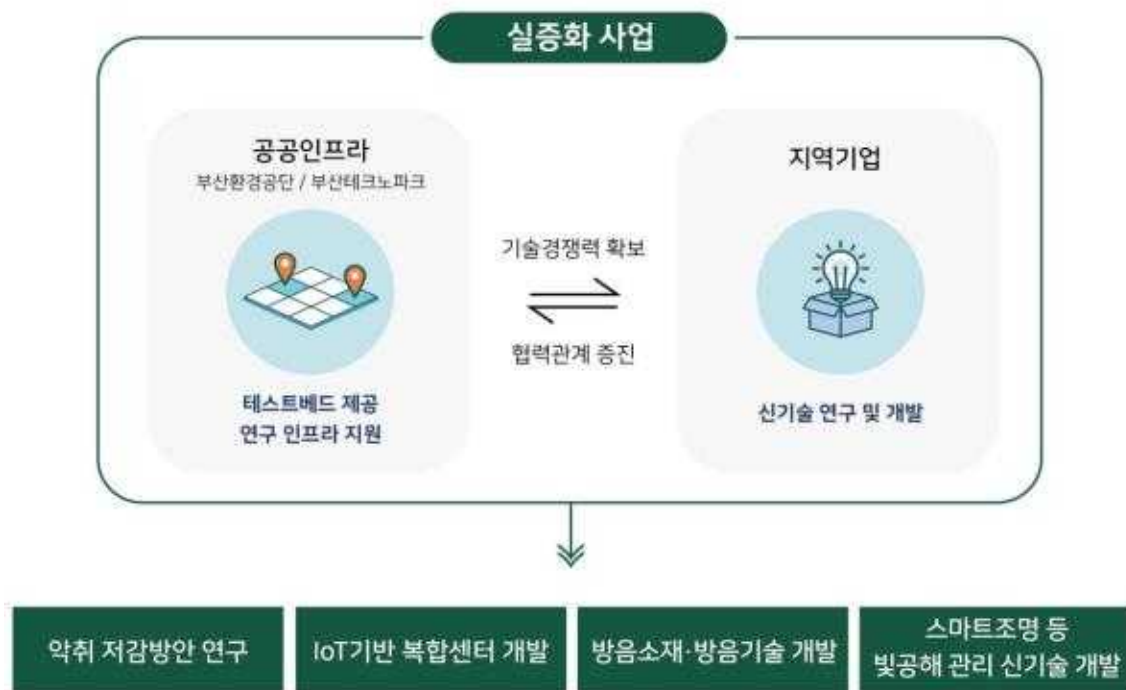 실증화 사업
공공인프라
부산환경공단 / 부산테크노파크
테스트베드 제공
연구 인프라 지원
기술경쟁력 확보
협력관계 증진
지역기업
신기술 연구 및 개발
악취 저감방안 연구
IoT기반 복합센터 개발
방음소재·방음기술 개발
스마트조명 등
빛공해 관리 신기술 개발